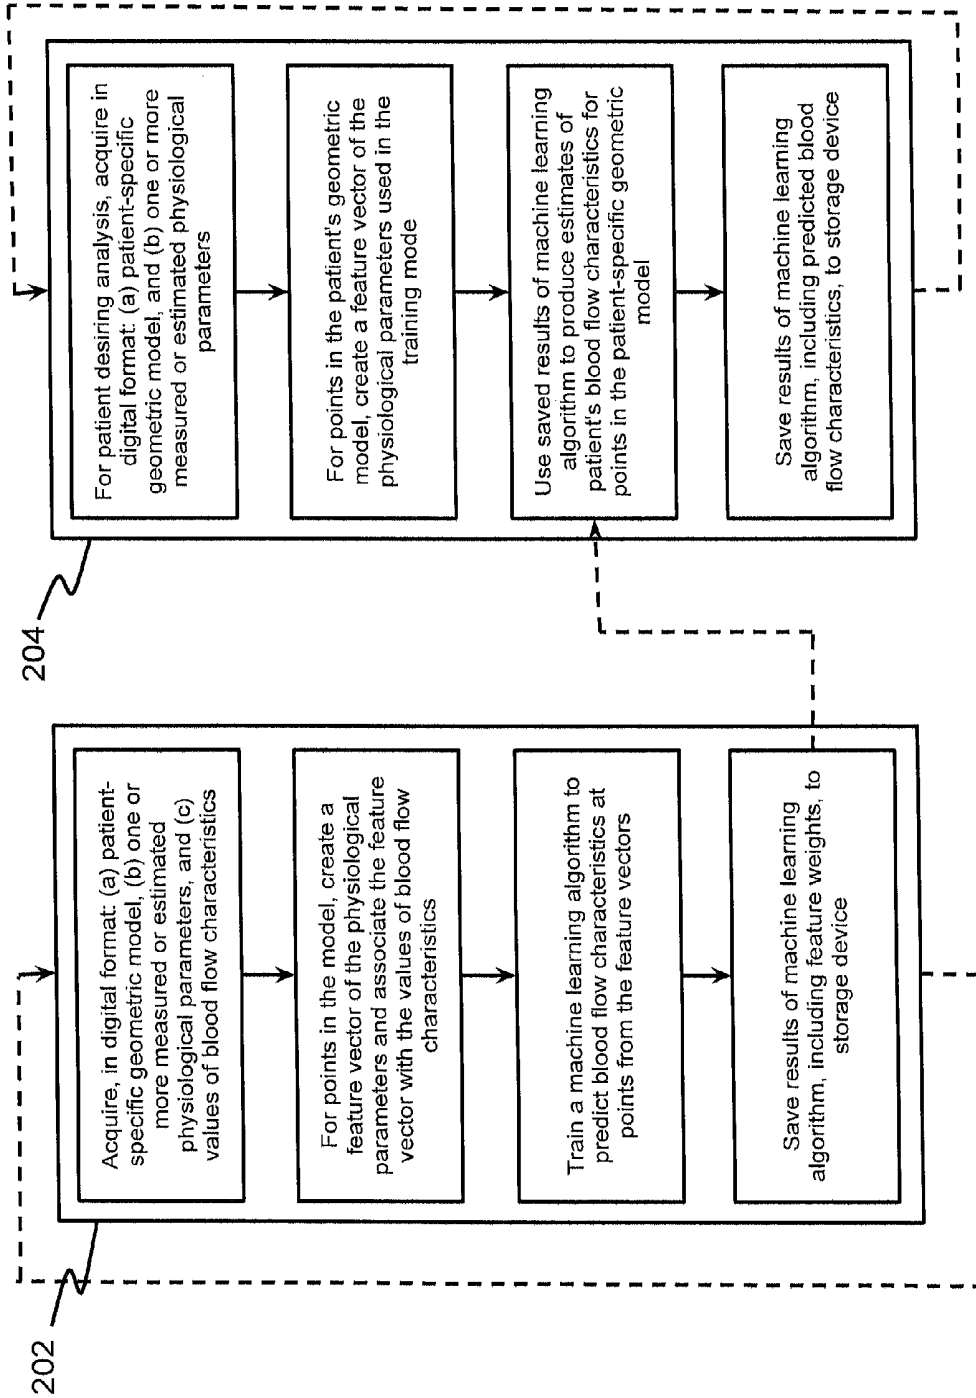 202
Acquire, in digital format: (a) patient-
specific geometric model, (b) one or
more measured or estimated
physiological parameters, and (c)
values of blood flow characteristics
For points in the model, create a
feature vector of the physiological
parameters and associate the feature
vector with the values of blood flow
characteristics
Train a machine learning algorithm to
predict blood flow characteristics at
points from the feature vectors
Save results of machine learning
algorithm, including feature weights, to
storage device
204
For patient desiring analysis, acquire in
digital format: (a) patient-specific
geometric model, and (b) one or more
measured or estimated physiological
parameters
For points in the patient's geometric
model, create a feature vector of the
physiological parameters used in the
training mode
Use saved results of machine learning
algorithm to produce estimates of
patient's blood flow characteristics for
points in the patient-specific geometric
model
Save results of machine learning
algorithm, including predicted blood
flow characteristics, to storage device